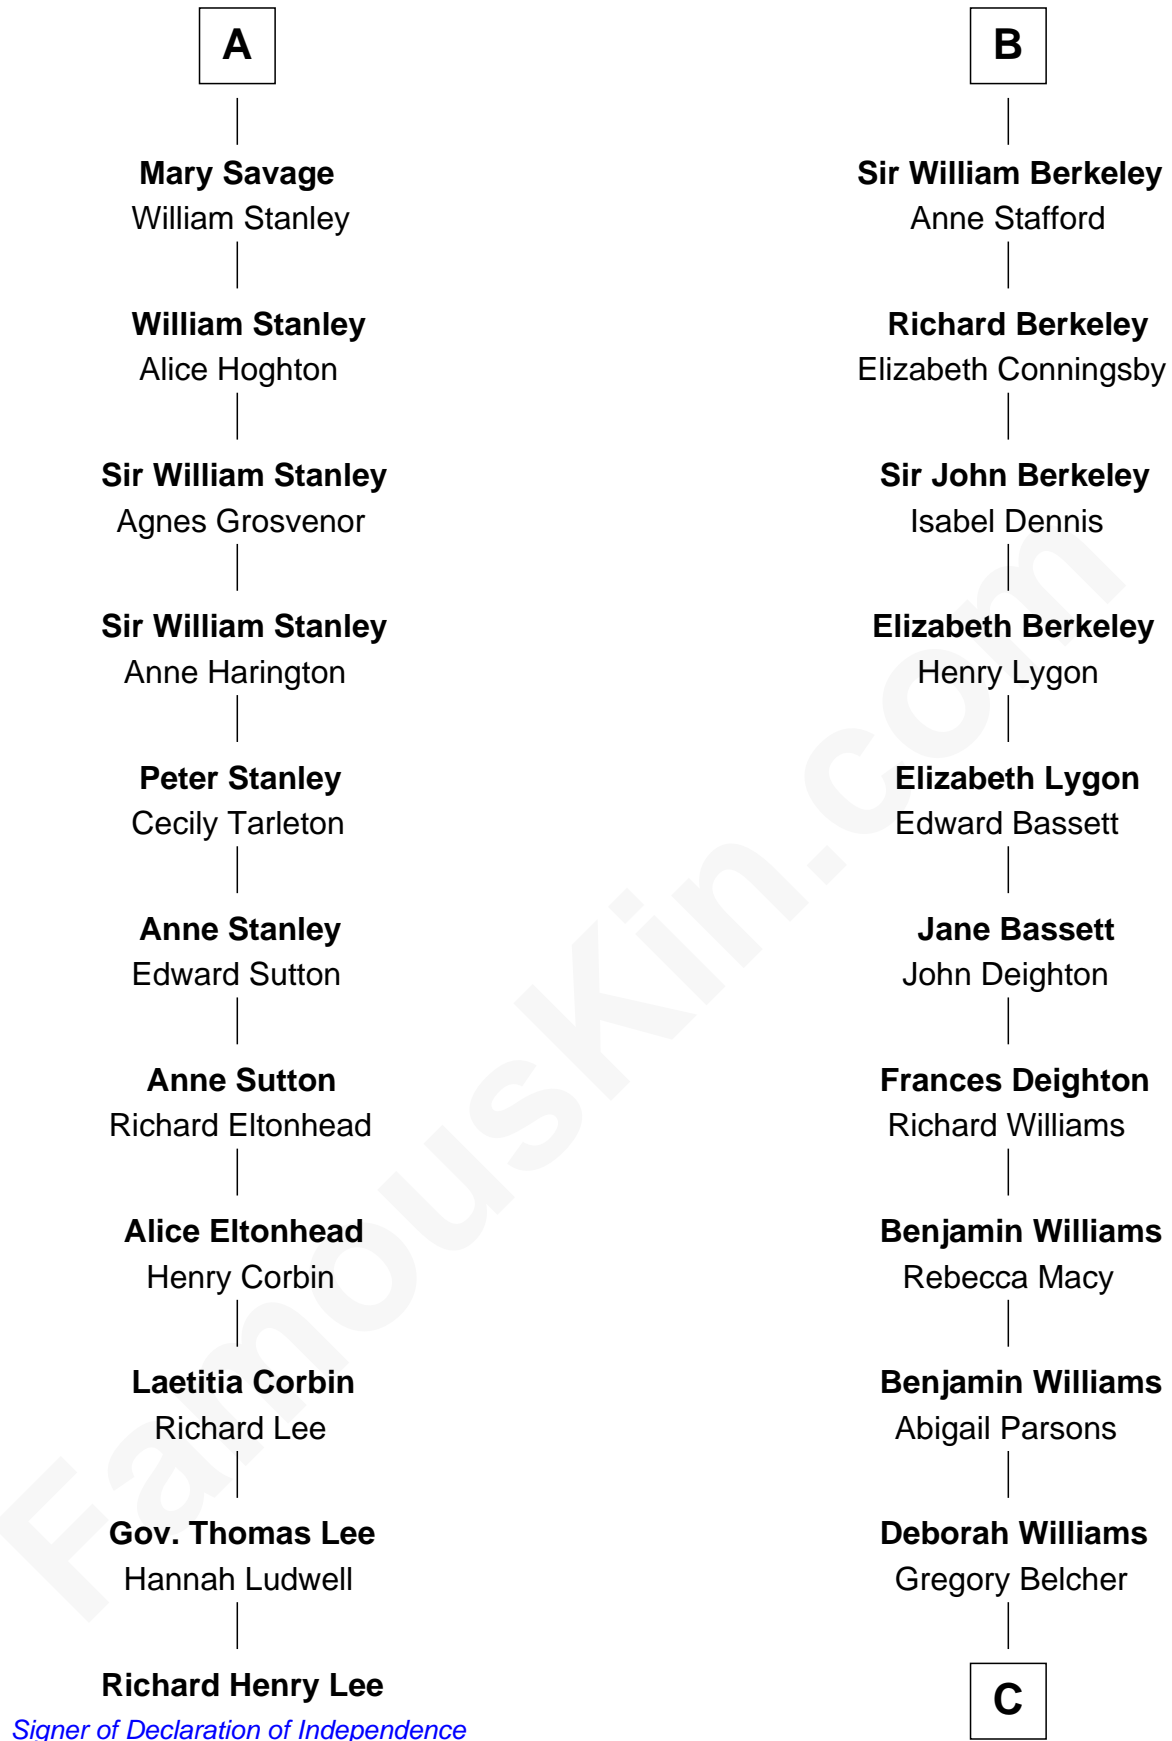 A
Mary Savage
William Stanley
William Stanley
Alice Hoghton
Sir William Stanley
Agnes Grosvenor
Sir William Stanley
Anne Harington
Peter Stanley
Cecily Tarleton
Anne Stanley
Edward Sutton
Anne Sutton
Richard Eltonhead
Alice Eltonhead
Henry Corbin
Laetitia Corbin
Richard Lee
Gov. Thomas Lee
Hannah Ludwell
Richard Henry Lee
Signer of Declaration of Independence
B
Sir William Berkeley
Anne Stafford
Richard Berkeley
Elizabeth Conningsby
Sir John Berkeley
Isabel Dennis
Elizabeth Berkeley
Henry Lygon
Elizabeth Lygon
Edward Bassett
Jane Bassett
John Deighton
Frances Deighton
Richard Williams
Benjamin Williams
Rebecca Macy
Benjamin Williams
Abigail Parsons
Deborah Williams
Gregory Belcher
C
FamousKin.com